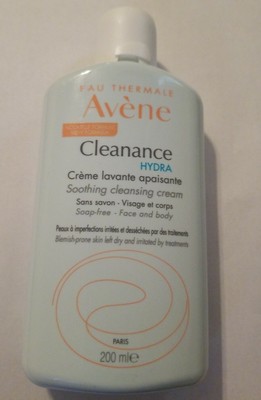 EAU THERMALE
Avène
Cleanance
HYDRA
Crème lavante apaisante
Soothing cleansing cream
Sans savon - Visage et corps
Soap-free - Face and body
Peaux à imperfections irritées et desséchées par des traitements
Blemish-prone skin left dry and irritated by treatments
PARIS
200 ml e